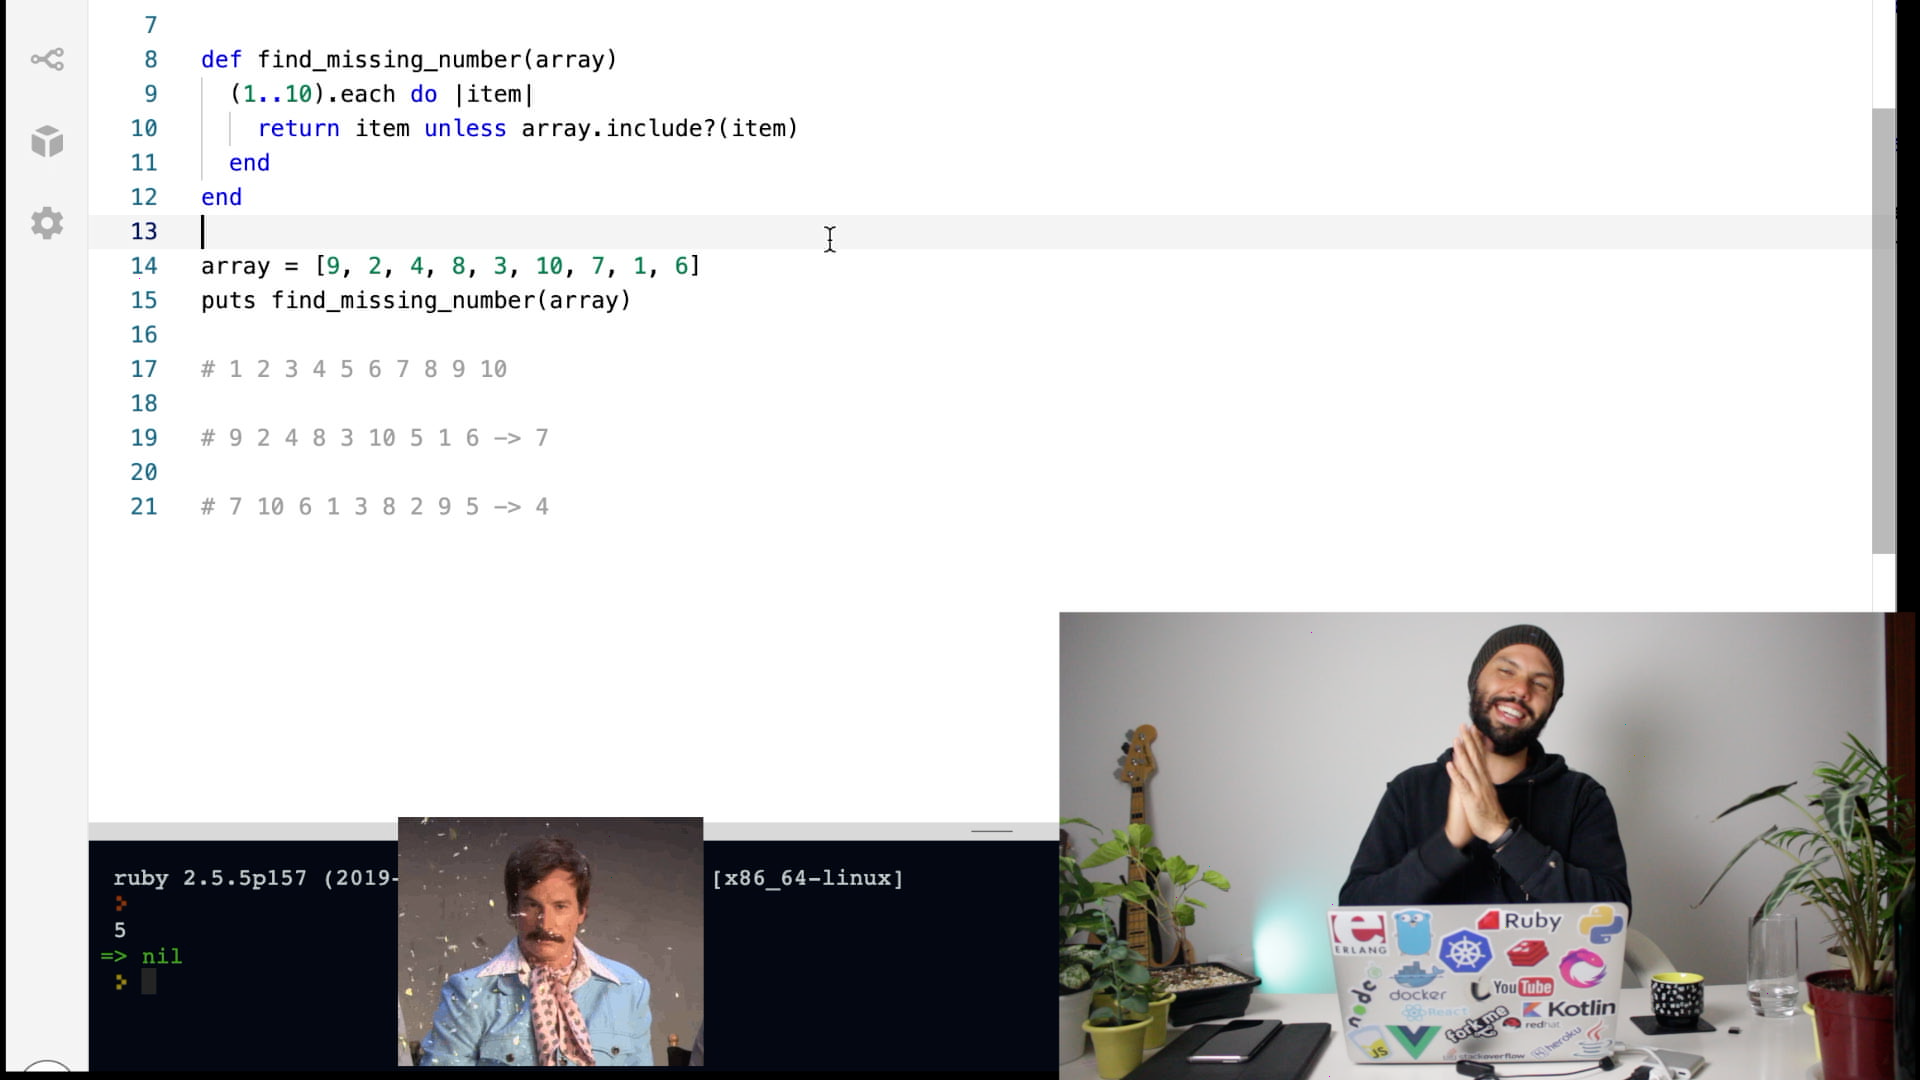 7
8 def find_missing_number(array)
9 (1..10).each do |item|
10 return item unless array.include?(item)
11 end
12 end
13
14 array = [9, 2, 4, 8, 3, 10, 7, 1, 6]
15 puts find_missing_number(array)
16
17 # 1 2 3 4 5 6 7 8 9 10
18
19 # 9 2 4 8 3 10 5 1 6 —> 7
20
21 # 7 10 6 1 3 8 2 9 5 —> 4
ruby 2.5.5p157 (2019-
[x86_64-linux]
5
=> nil
ERLANG
Ruby
docker
YouTube
node
React
Kotlin
fork me
redhat
JS
stackoverflow
heroku
Java